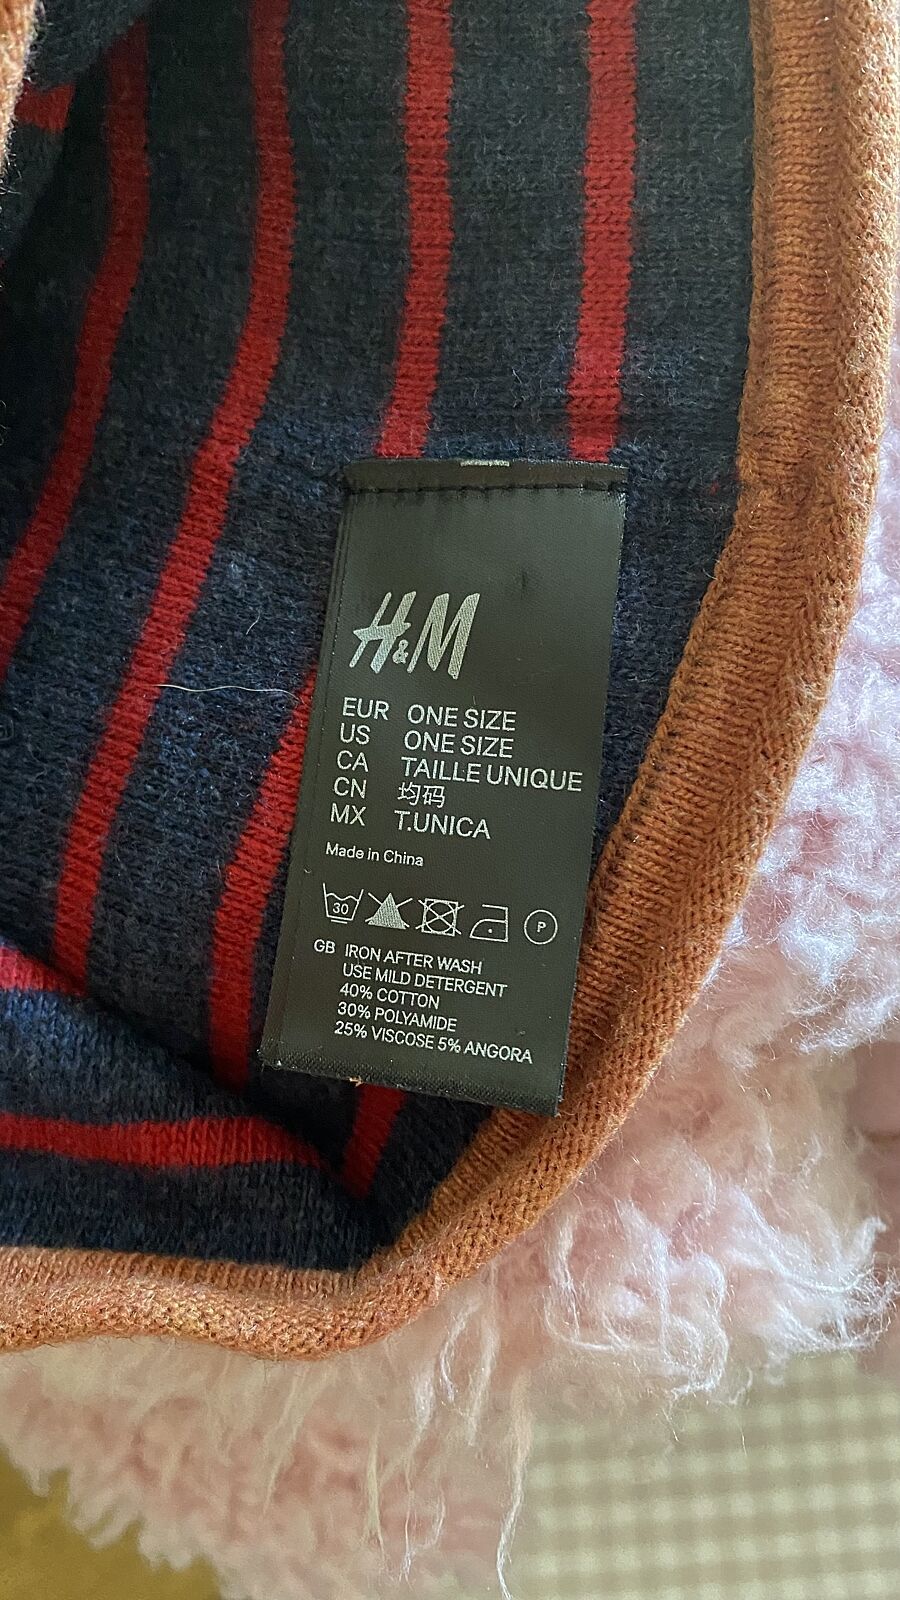 H&M
EUR ONE SIZE
US ONE SIZE
CA TAILLE UNIQUE
CN 均码
MX T.UNICA
Made in China
30 P
GB IRON AFTER WASH
USE MILD DETERGENT
40% COTTON
30% POLYAMIDE
25% VISCOSE 5% ANGORA